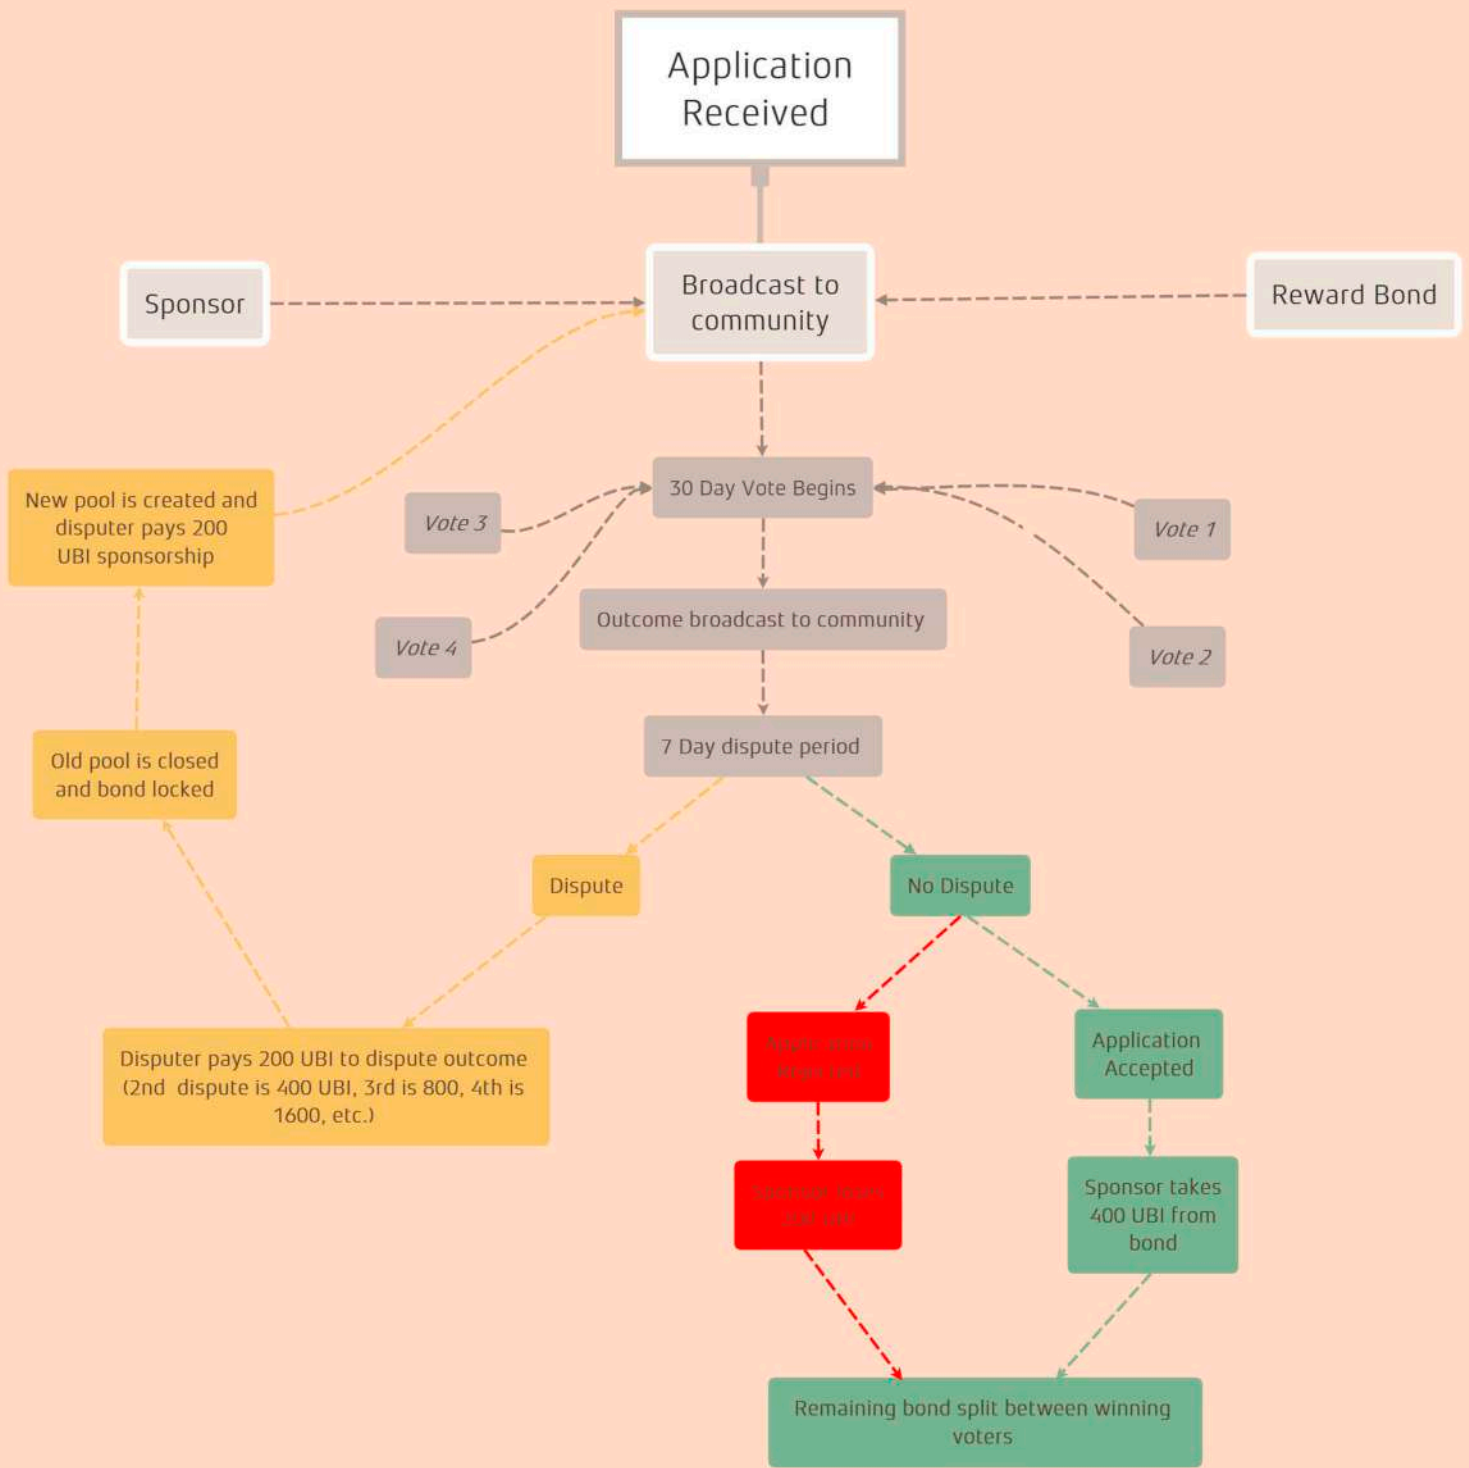 Application
Received
Sponsor
Broadcast to
community
Reward Bond
New pool is created and
disputer pays 200
UBI sponsorship
Vote 3
30 Day Vote Begins
Vote 1
Outcome broadcast to community
Vote 4
Vote 2
Old pool is closed
and bond locked
7 Day dispute period
Dispute
No Dispute
Disputer pays 200 UBI to dispute outcome
(2nd dispute is 400 UBI, 3rd is 800, 4th is
1600, etc.)
Application
Application
Accepted
Sponsor
Sponsor takes
400 UBI from
bond
Remaining bond split between winning
voters